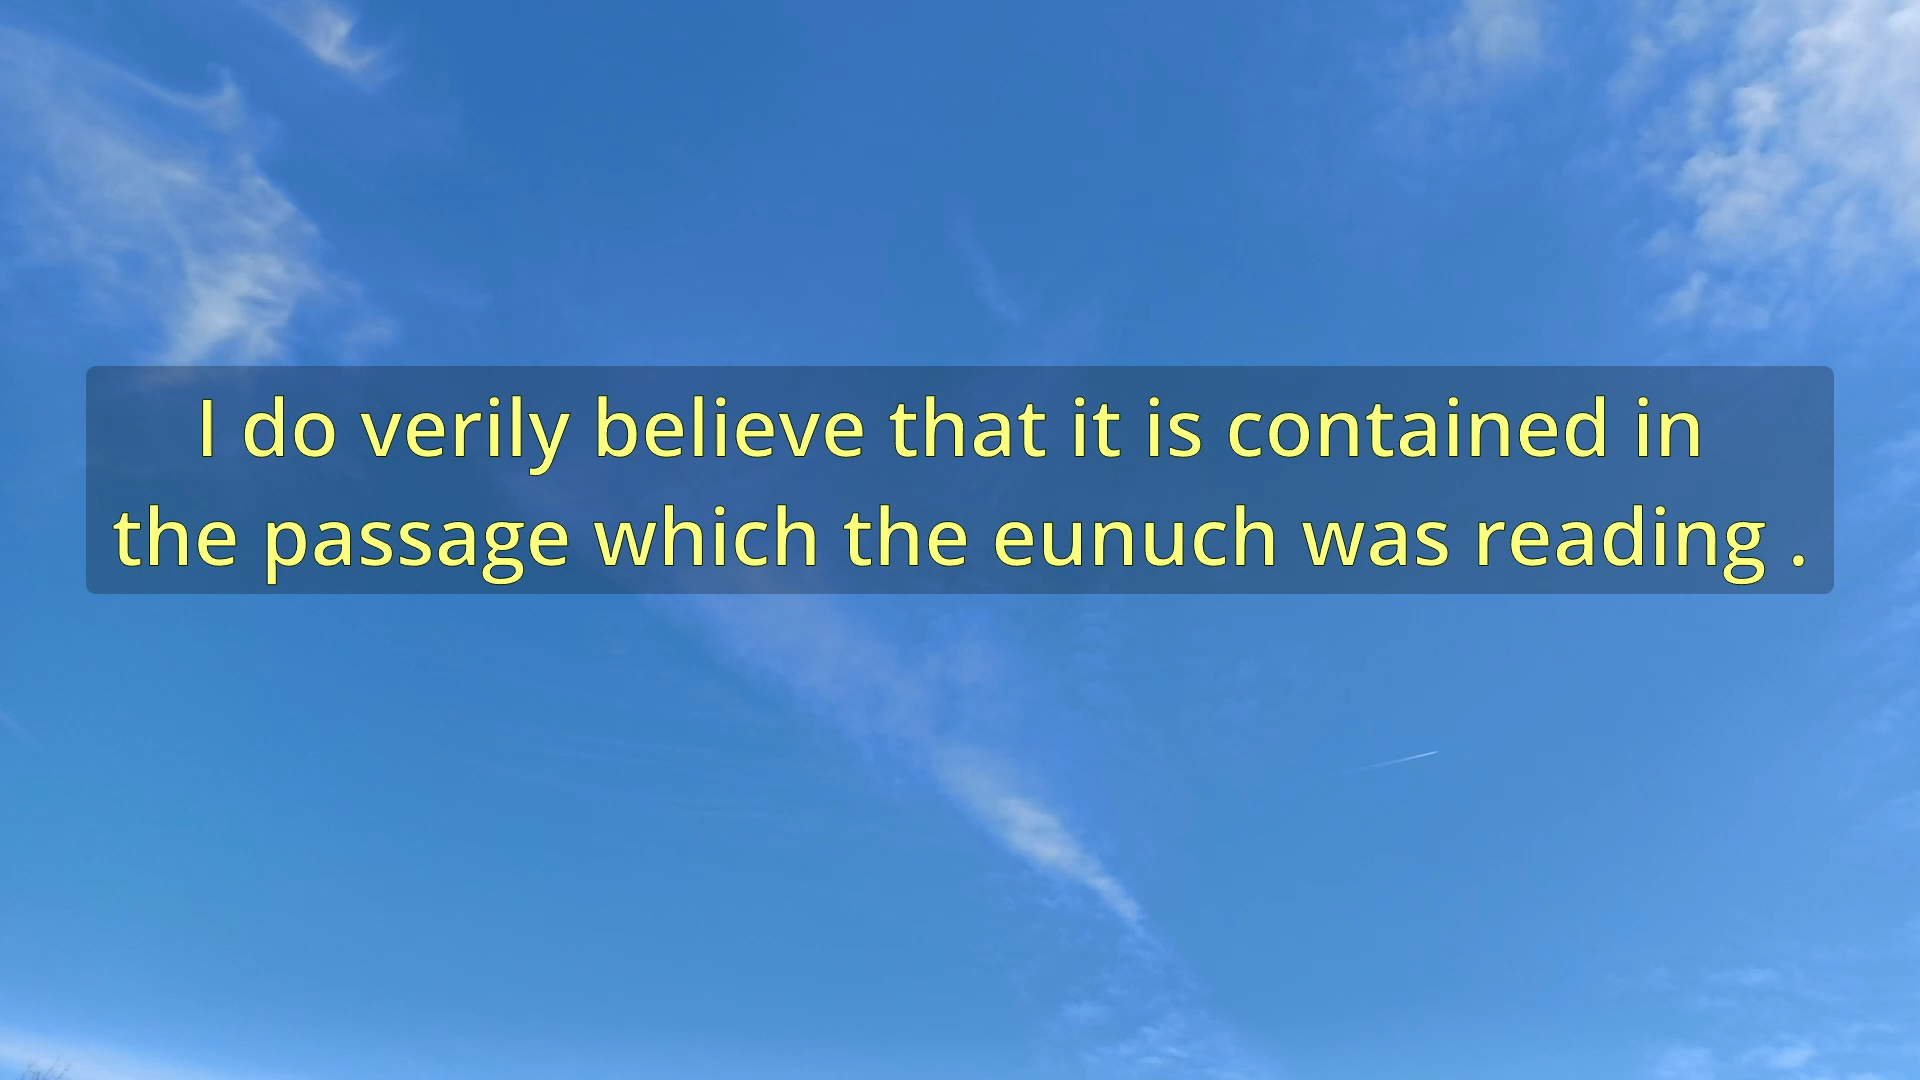 I do verily believe that it is contained in
the passage which the eunuch was reading .